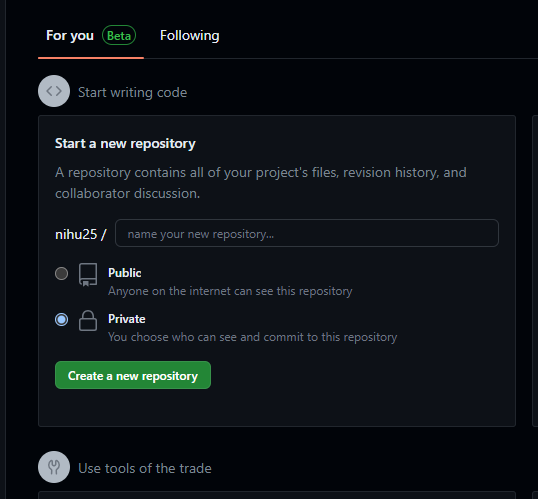 For you Beta Following
Start writing code
Start a new repository
A repository contains all of your project's files, revision history, and
collaborator discussion.
nihu25 / name your new repository...
Public
Anyone on the internet can see this repository
Private
You choose who can see and commit to this repository
Create a new repository
Use tools of the trade